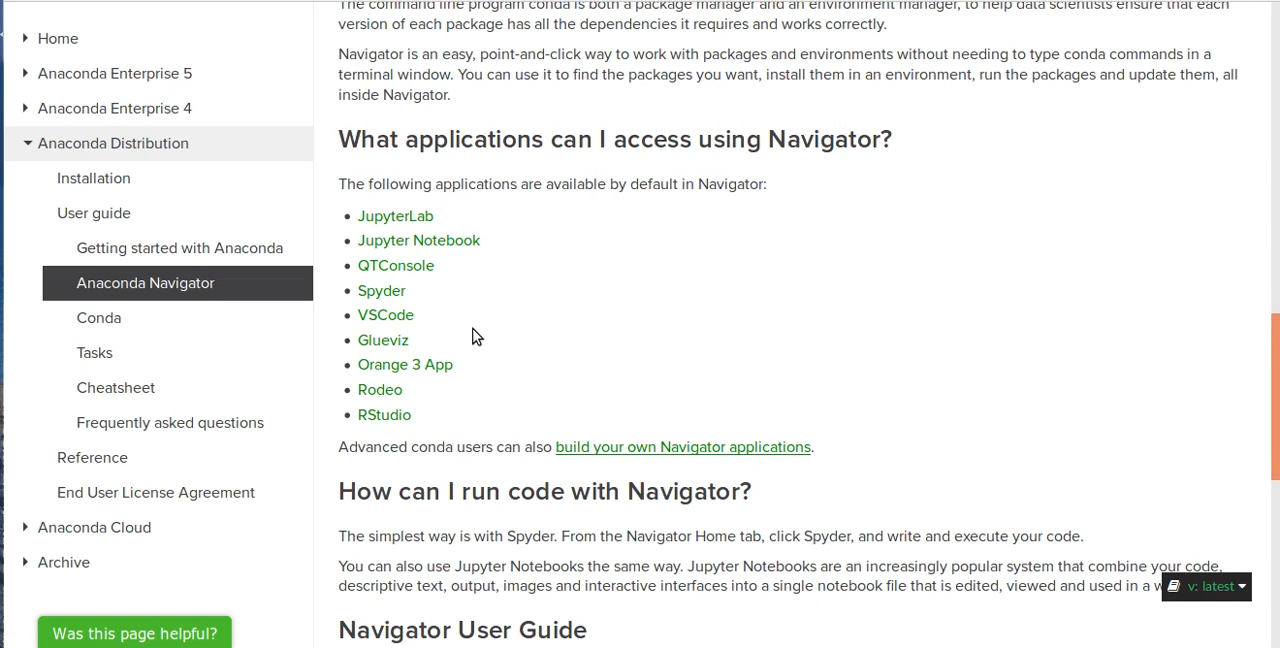 Home
Anaconda Enterprise 5
Anaconda Enterprise 4
Anaconda Distribution
Installation
User guide
Getting started with Anaconda
Anaconda Navigator
Conda
Tasks
Cheatsheet
Frequently asked questions
Reference
End User License Agreement
Anaconda Cloud
Archive
Was this page helpful?
The command line program conda is both a package manager and an environment manager, to help data scientists ensure that each
version of each package has all the dependencies it requires and works correctly.
Navigator is an easy, point-and-click way to work with packages and environments without needing to type conda commands in a
terminal window. You can use it to find the packages you want, install them in an environment, run the packages and update them, all
inside Navigator.
What applications can I access using Navigator?
The following applications are available by default in Navigator:
JupyterLab
Jupyter Notebook
QTConsole
Spyder
VSCode
Glueviz
Orange 3 App
Rodeo
RStudio
Advanced conda users can also build your own Navigator applications.
How can I run code with Navigator?
The simplest way is with Spyder. From the Navigator Home tab, click Spyder, and write and execute your code.
You can also use Jupyter Notebooks the same way. Jupyter Notebooks are an increasingly popular system that combine your code,
descriptive text, output, images and interactive interfaces into a single notebook file that is edited, viewed and used in a
v: latest
Navigator User Guide